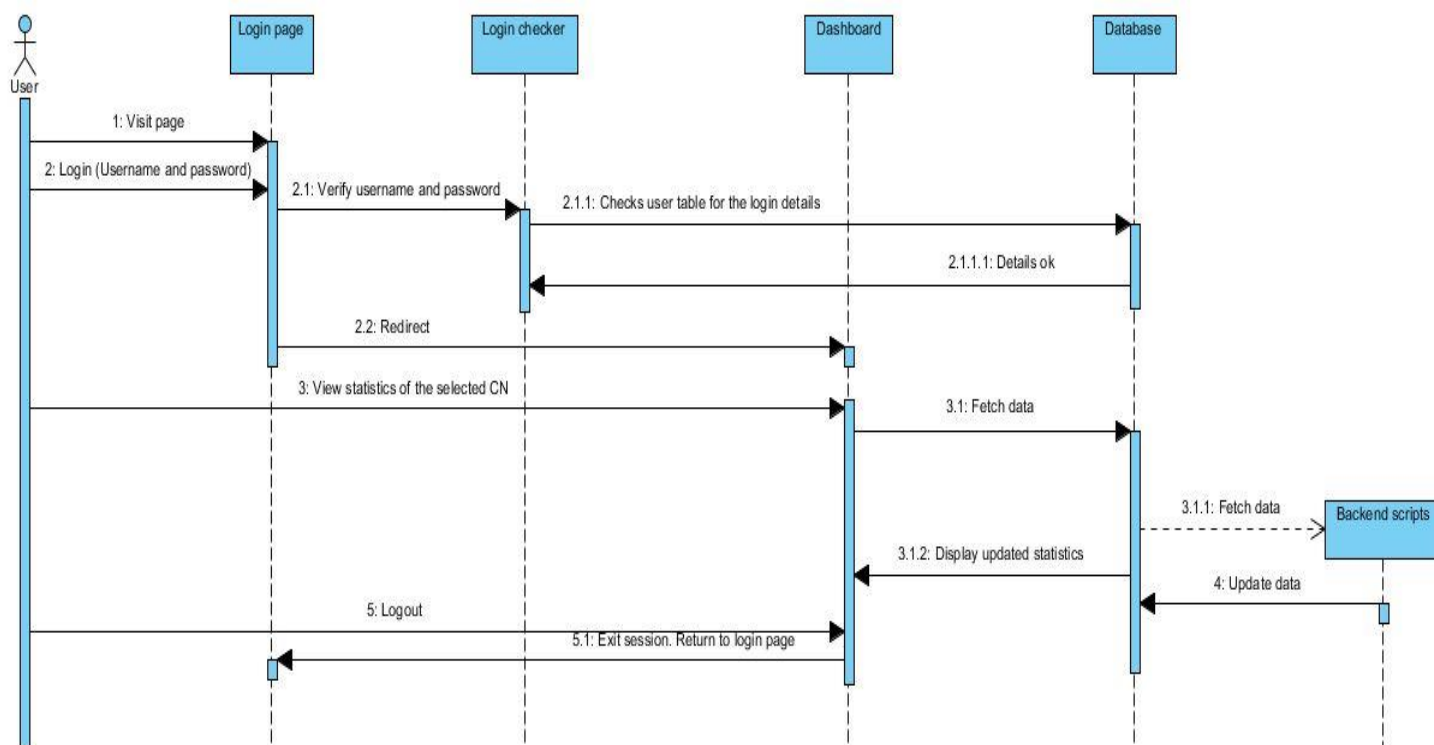 Login page
Login checker
Dashboard
Database
User
1: Visit page
2: Login (Username and password)
2.1: Verify username and password
2.1.1: Checks user table for the login details
2.1.1.1: Details ok
2.2: Redirect
3: View statistics of the selected CN
3.1: Fetch data
3.1.1: Fetch data
Backend scripts
3.1.2: Display updated statistics
4: Update data
5: Logout
5.1: Exit session. Return to login page